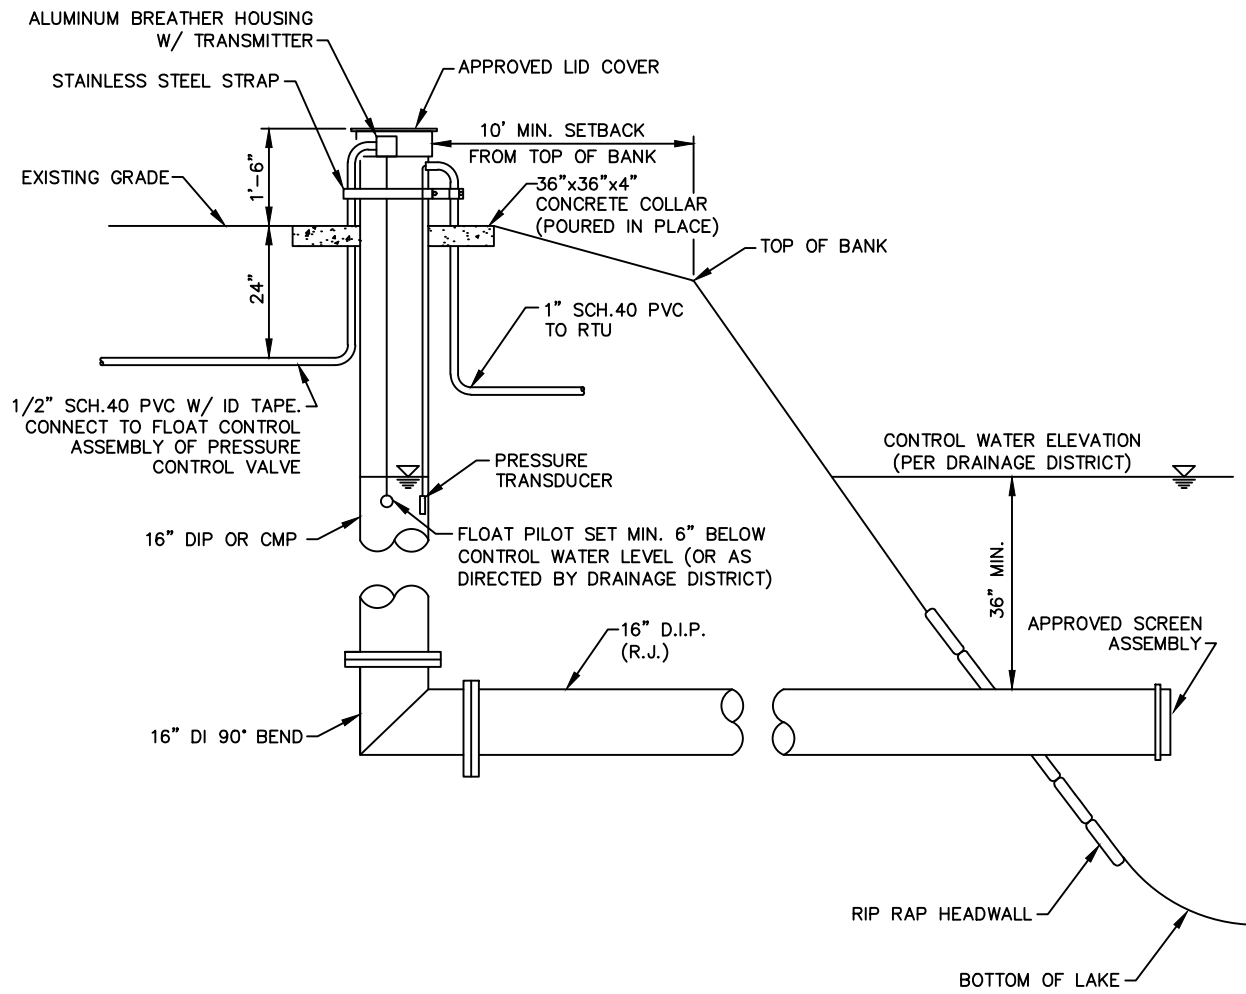 ALUMINUM BREATHER HOUSING
W/ TRANSMITTER
STAINLESS STEEL STRAP
APPROVED LID COVER
10' MIN. SETBACK
FROM TOP OF BANK
1'-6"
EXISTING GRADE
36"x36"x4"
CONCRETE COLLAR
(POURED IN PLACE)
TOP OF BANK
24"
1" SCH.40 PVC
TO RTU
1/2" SCH.40 PVC W/ ID TAPE.
CONNECT TO FLOAT CONTROL
ASSEMBLY OF PRESSURE
CONTROL VALVE
CONTROL WATER ELEVATION
(PER DRAINAGE DISTRICT)
PRESSURE
TRANSDUCER
16" DIP OR CMP
FLOAT PILOT SET MIN. 6" BELOW
CONTROL WATER LEVEL (OR AS
DIRECTED BY DRAINAGE DISTRICT)
36" MIN.
16" D.I.P.
(R.J.)
APPROVED SCREEN
ASSEMBLY
16" DI 90° BEND
RIP RAP HEADWALL
BOTTOM OF LAKE